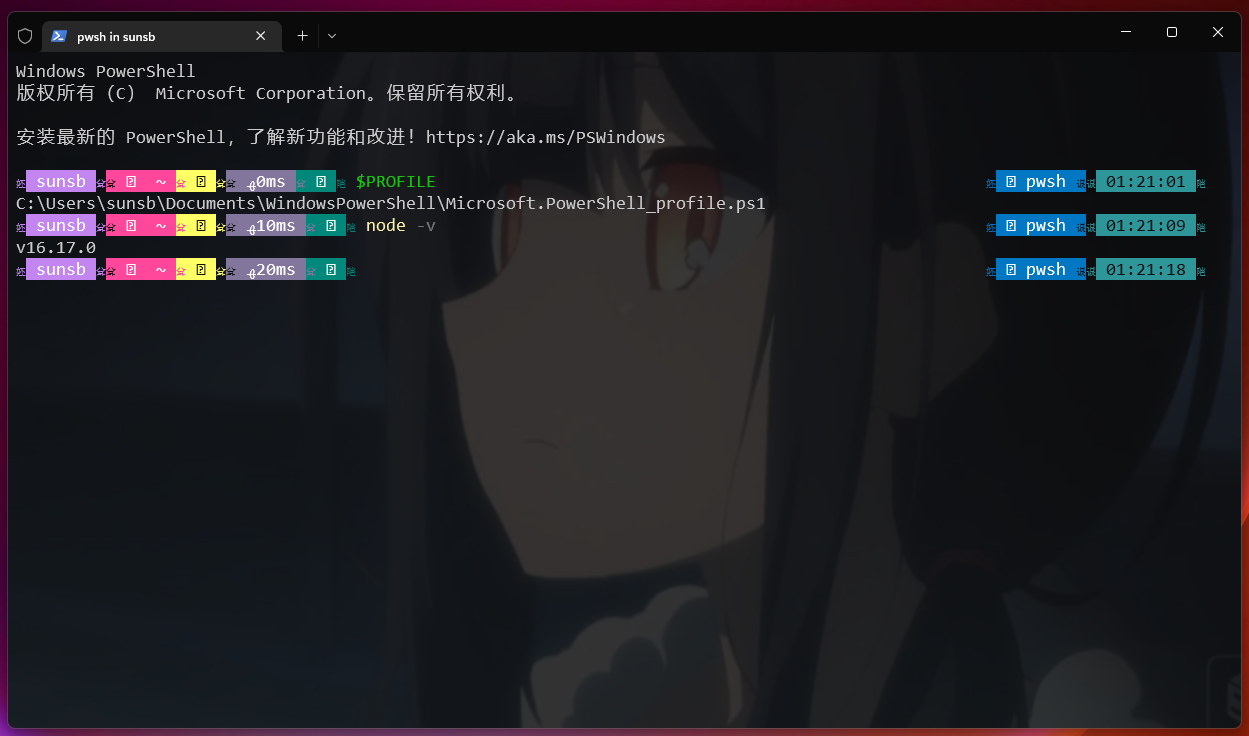 pwsh in sunsb
Windows PowerShell
版权所有 (C)  Microsoft Corporation。保留所有权利。
安装最新的 PowerShell，了解新功能和改进！https://aka.ms/PSWindows
sunsb ~ 0ms $PROFILE pwsh 01:21:01
C:\Users\sunsb\Documents\WindowsPowerShell\Microsoft.PowerShell_profile.ps1
sunsb ~ 10ms node -v pwsh 01:21:09
v16.17.0
sunsb ~ 20ms pwsh 01:21:18